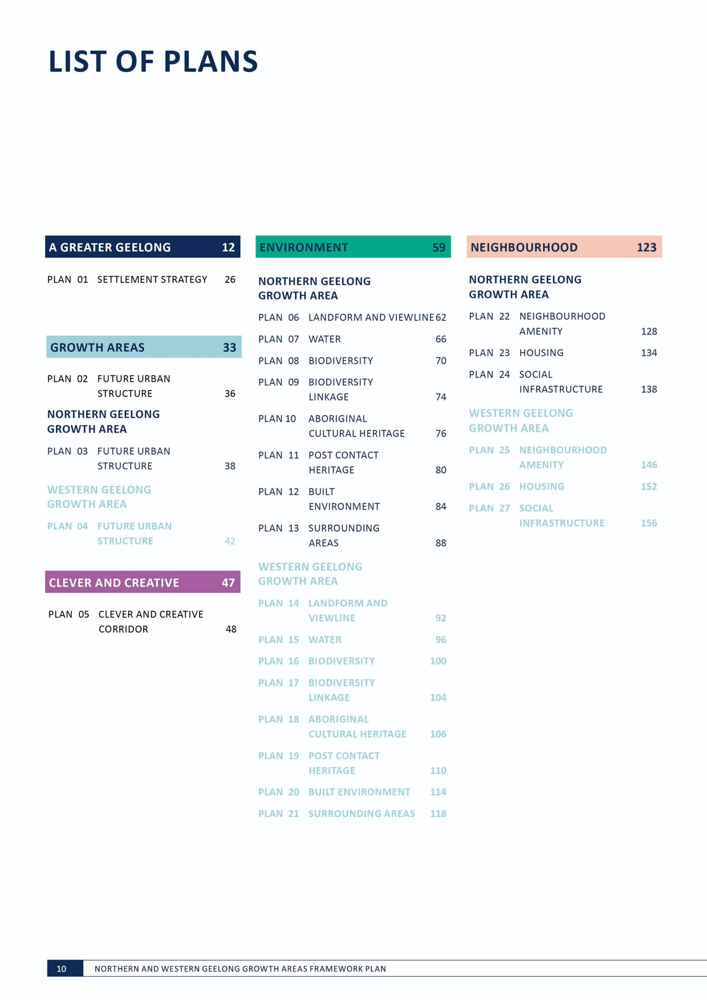 LIST OF PLANS
A GREATER GEELONG 12
PLAN 01 SETTLEMENT STRATEGY 26
GROWTH AREAS 33
PLAN 02 FUTURE URBAN
STRUCTURE 36
NORTHERN GEELONG
GROWTH AREA
PLAN 03 FUTURE URBAN
STRUCTURE 38
WESTERN GEELONG
GROWTH AREA
PLAN 04 FUTURE URBAN
STRUCTURE 42
CLEVER AND CREATIVE 47
PLAN 05 CLEVER AND CREATIVE
CORRIDOR 48
ENVIRONMENT 59
NORTHERN GEELONG
GROWTH AREA
PLAN 06 LANDFORM AND VIEWLINE 62
PLAN 07 WATER 66
PLAN 08 BIODIVERSITY 70
PLAN 09 BIODIVERSITY
LINKAGE 74
PLAN 10 ABORIGINAL
CULTURAL HERITAGE 76
PLAN 11 POST CONTACT
HERITAGE 80
PLAN 12 BUILT
ENVIRONMENT 84
PLAN 13 SURROUNDING
AREAS 88
WESTERN GEELONG
GROWTH AREA
PLAN 14 LANDFORM AND
VIEWLINE 92
PLAN 15 WATER 96
PLAN 16 BIODIVERSITY 100
PLAN 17 BIODIVERSITY
LINKAGE 104
PLAN 18 ABORIGINAL
CULTURAL HERITAGE 106
PLAN 19 POST CONTACT
HERITAGE 110
PLAN 20 BUILT ENVIRONMENT 114
PLAN 21 SURROUNDING AREAS 118
NEIGHBOURHOOD 123
NORTHERN GEELONG
GROWTH AREA
PLAN 22 NEIGHBOURHOOD
AMENITY 128
PLAN 23 HOUSING 134
PLAN 24 SOCIAL
INFRASTRUCTURE 138
WESTERN GEELONG
GROWTH AREA
PLAN 25 NEIGHBOURHOOD
AMENITY 146
PLAN 26 HOUSING 152
PLAN 27 SOCIAL
INFRASTRUCTURE 156
10 NORTHERN AND WESTERN GEELONG GROWTH AREAS FRAMEWORK PLAN